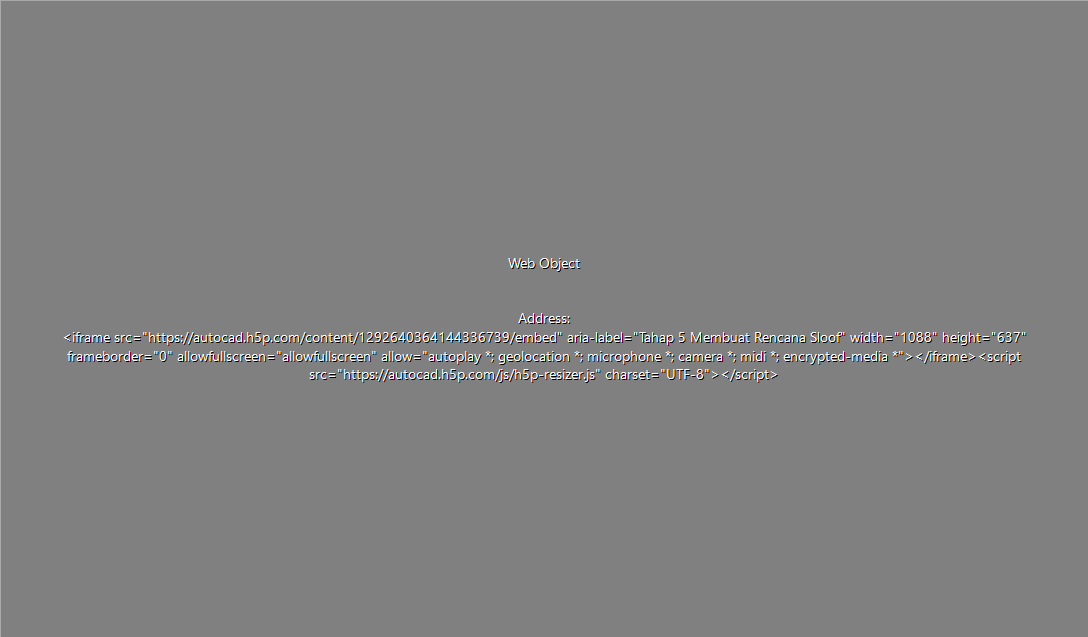 Web Object
Address:
<iframe src="https://autocad.h5p.com/content/1292640364144336739/embed" aria-label="Tahap 5 Membuat Rencana Sloof" width="1088" height="637"
frameborder="0" allowfullscreen="allowfullscreen" allow="autoplay *; geolocation *; microphone *; camera *; midi *; encrypted-media *"></iframe><script
src="https://autocad.h5p.com/js/h5p-resizer.js" charset="UTF-8"></script>